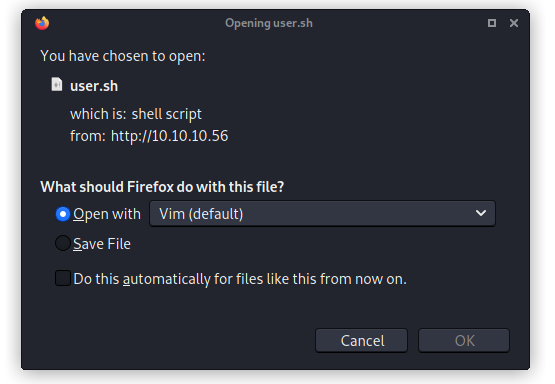 Opening user.sh
You have chosen to open:
user.sh
which is: shell script
from: http://10.10.10.56
What should Firefox do with this file?
Open with Vim (default)
Save File
Do this automatically for files like this from now on.
Cancel OK